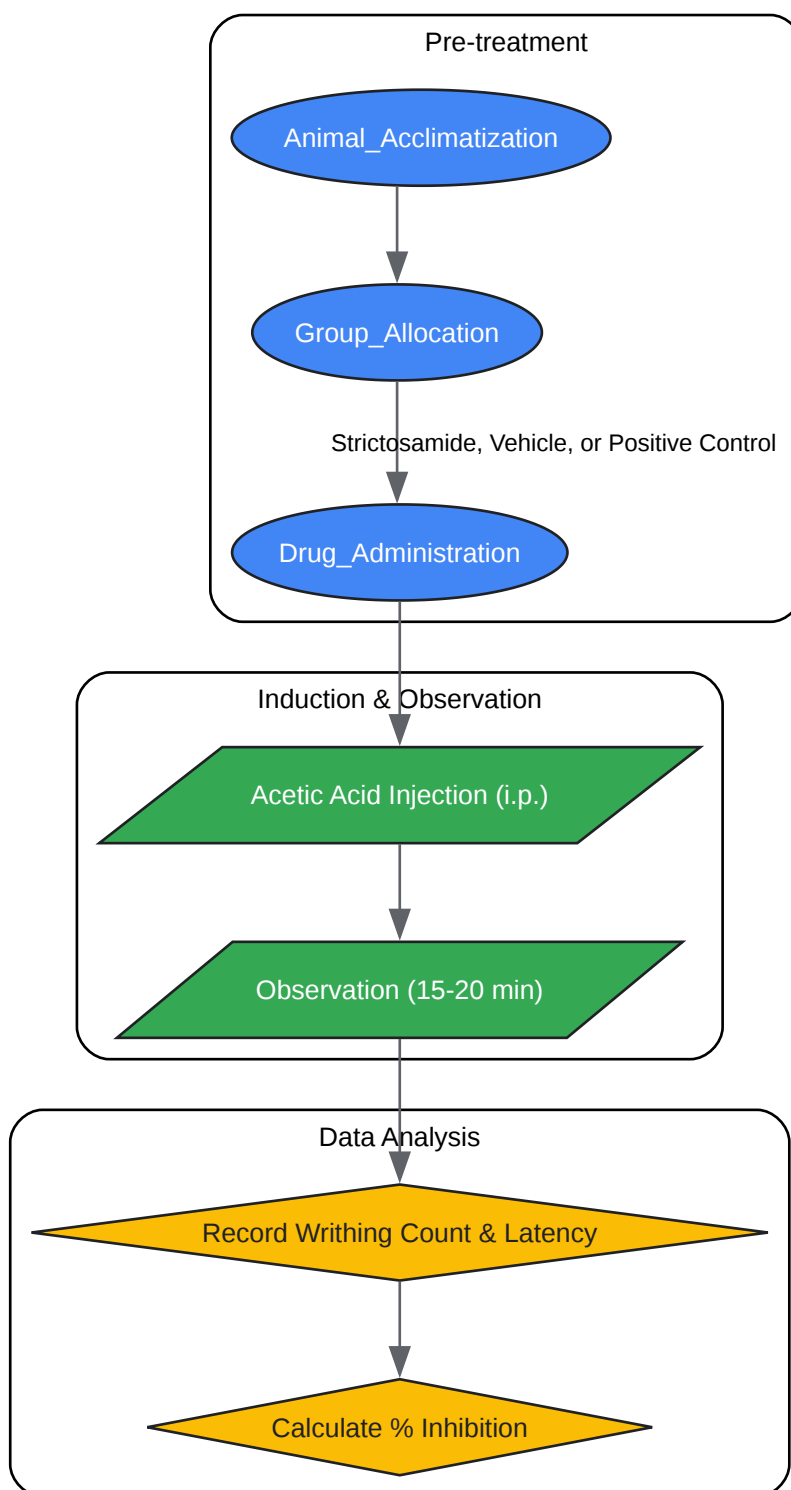 Pre-treatment
Animal_Acclimatization
Group_Allocation
Strictosamide, Vehicle, or Positive Control
Drug_Administration
Induction & Observation
Acetic Acid Injection (i.p.)
Observation (15-20 min)
Data Analysis
Record Writhing Count & Latency
Calculate % Inhibition